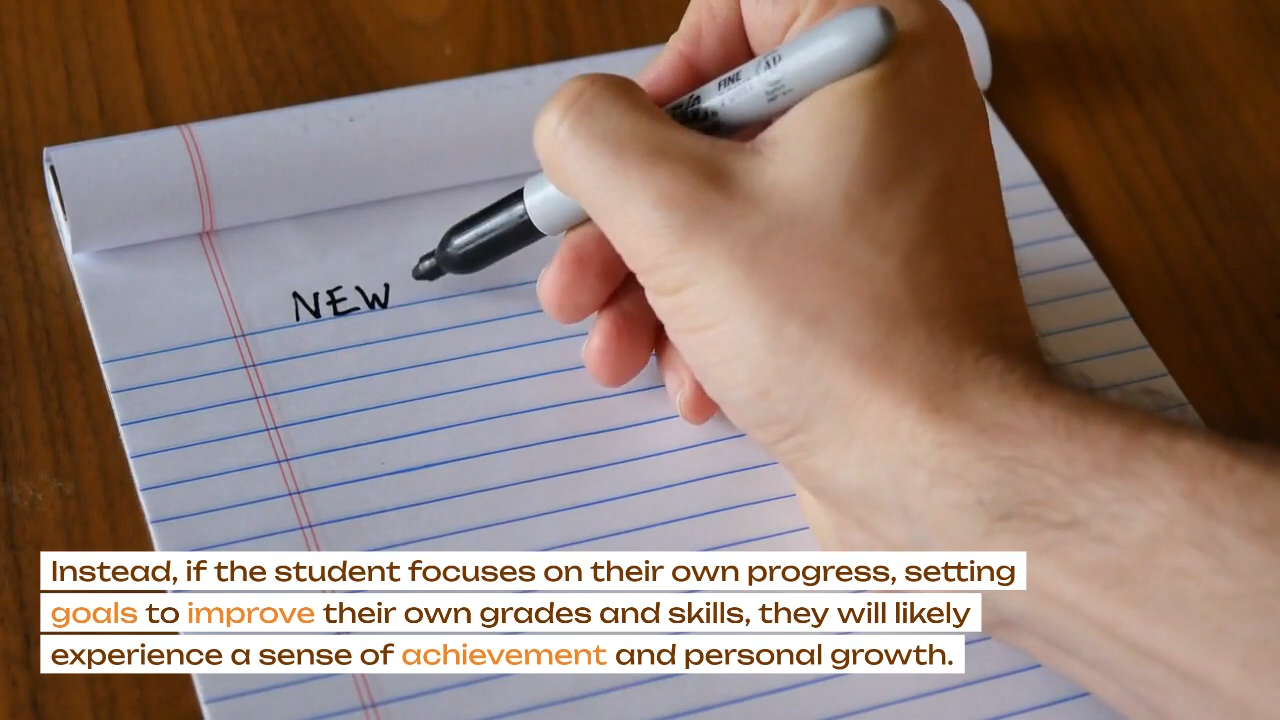 FINE
NEW
Instead, if the student focuses on their own progress, setting
goals to improve their own grades and skills, they will likely
experience a sense of achievement and personal growth.